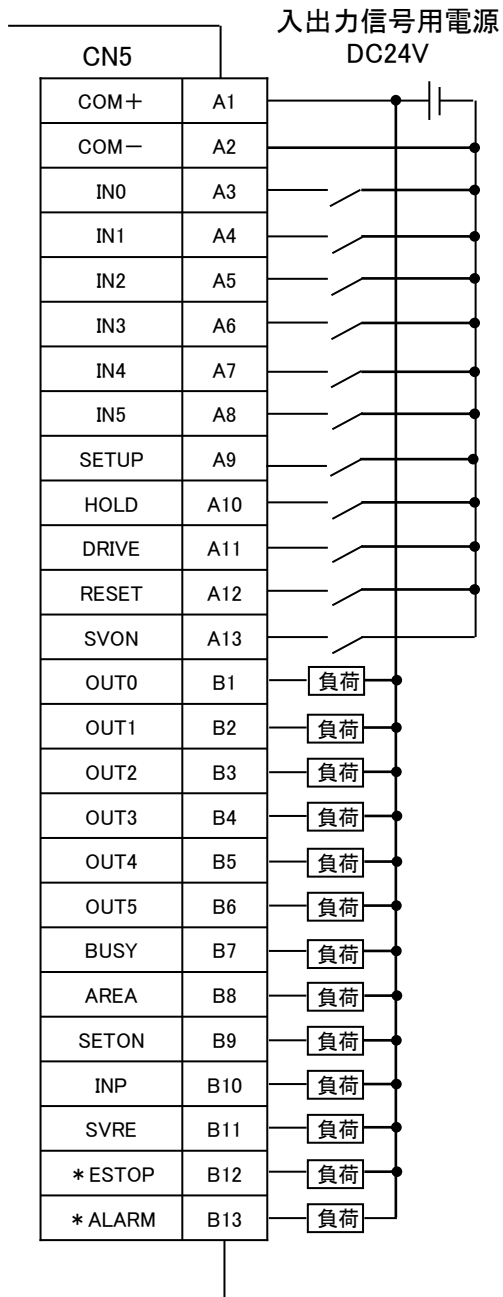 入出力信号用電源
DC24V
CN5
COM＋ A1
COM－ A2
IN0 A3
IN1 A4
IN2 A5
IN3 A6
IN4 A7
IN5 A8
SETUP A9
HOLD A10
DRIVE A11
RESET A12
SVON A13
OUT0 B1 負荷
OUT1 B2 負荷
OUT2 B3 負荷
OUT3 B4 負荷
OUT4 B5 負荷
OUT5 B6 負荷
BUSY B7 負荷
AREA B8 負荷
SETON B9 負荷
INP B10 負荷
SVRE B11 負荷
＊ESTOP B12 負荷
＊ALARM B13 負荷